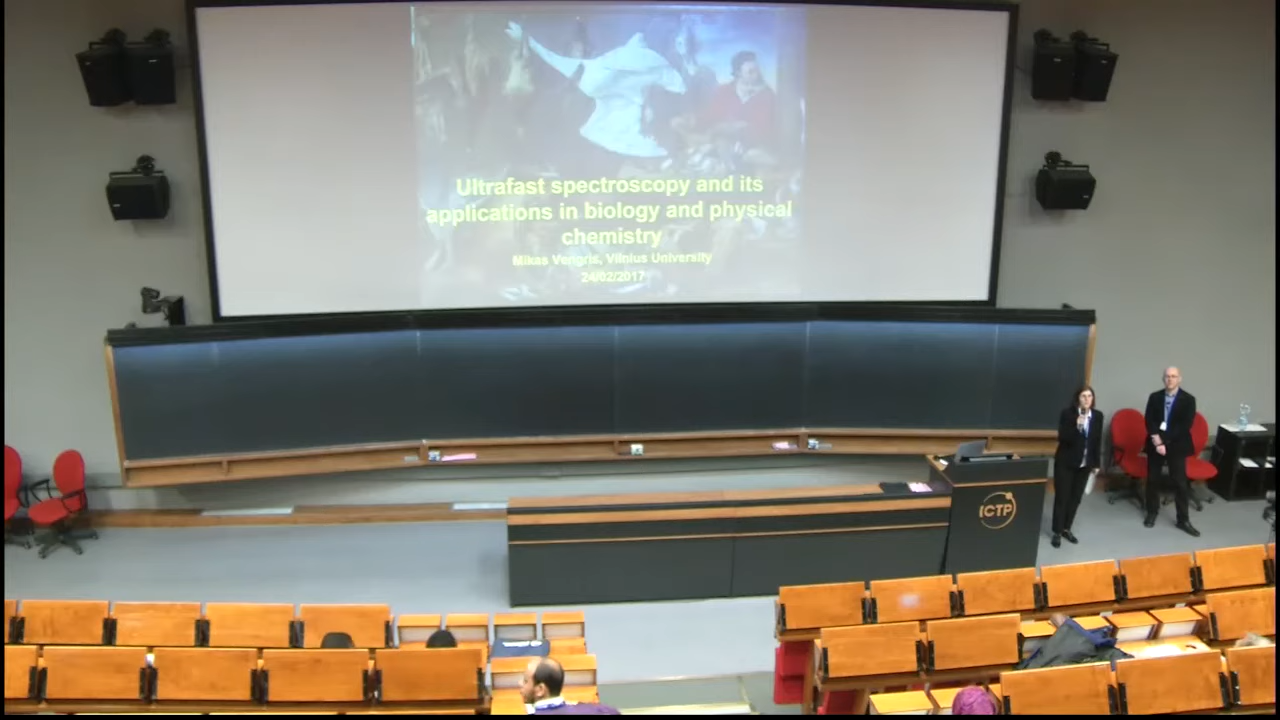 Ultrafast spectroscopy and its
applications in biology and physical
chemistry
Mikas Vengris, Vilnius University
24/02/2017
ICTP